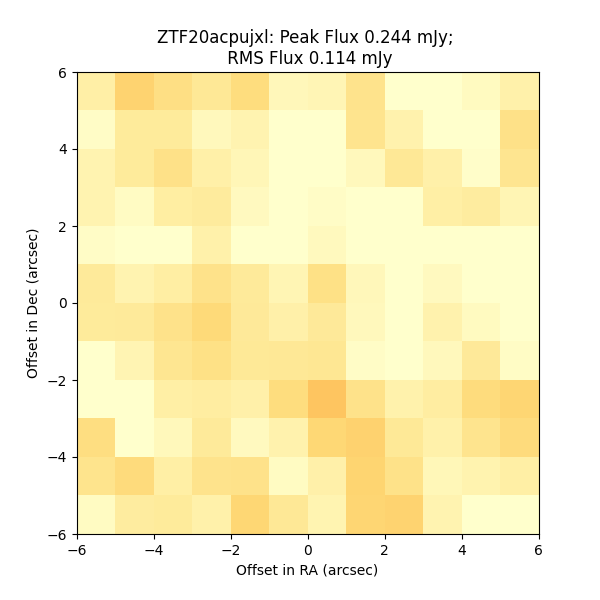 ZTF20acpujxl: Peak Flux 0.244 mJy;
RMS Flux 0.114 mJy
6
4
2
0
−2
−4
−6
Offset in Dec (arcsec)
−6 −4 −2 0 2 4 6
Offset in RA (arcsec)